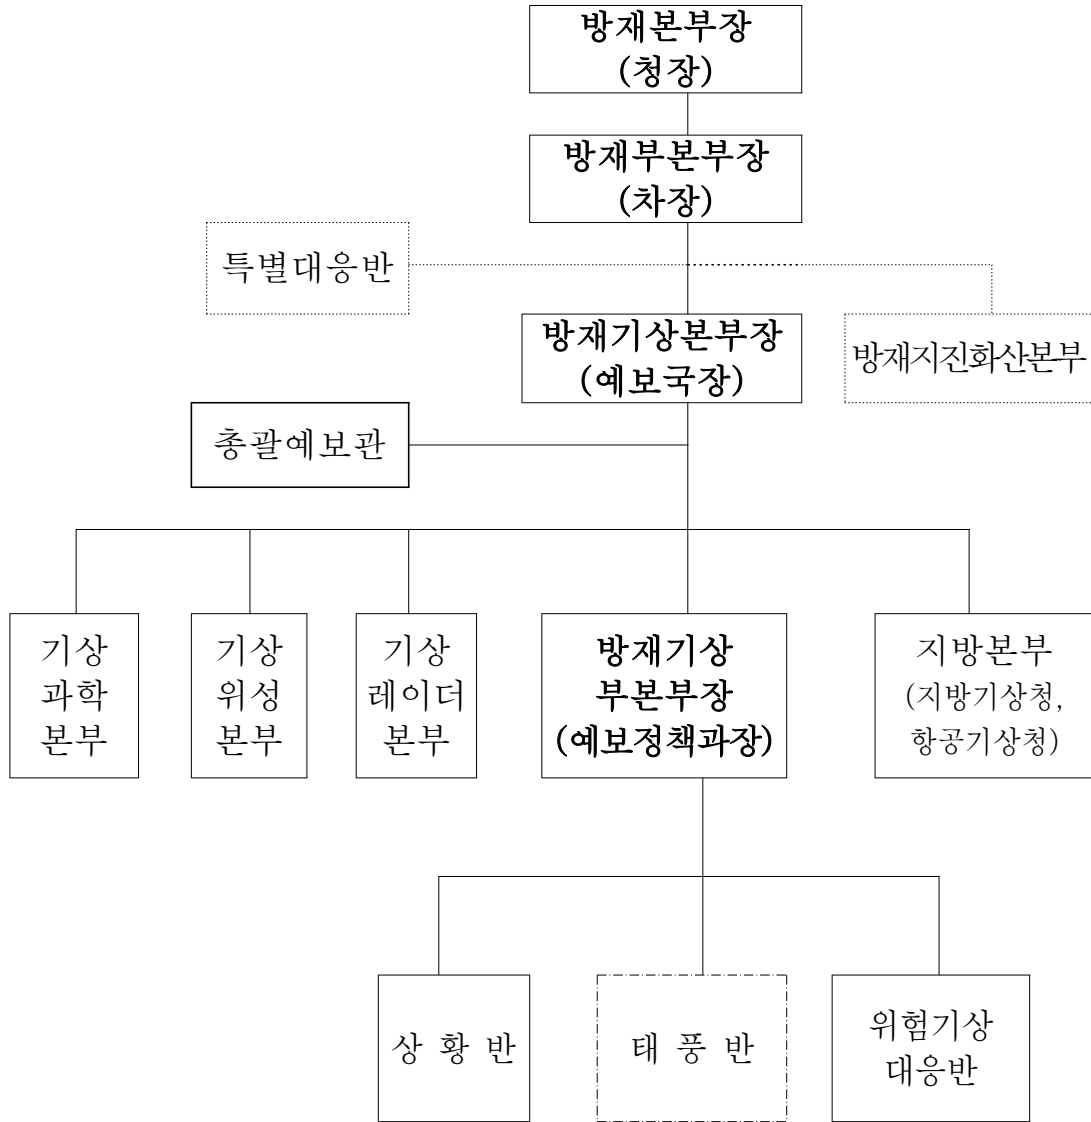 방재본부장
(청장)
방재부본부장
(차장)
특별대응반
방재기상본부장
(예보국장)
방재지진화산본부
총괄예보관
기상
과학
본부
기상
위성
본부
기상
레이더
본부
방재기상
부본부장
(예보정책과장)
지방본부
(지방기상청,
항공기상청)
상 황 반
태 풍 반
위험기상
대응반